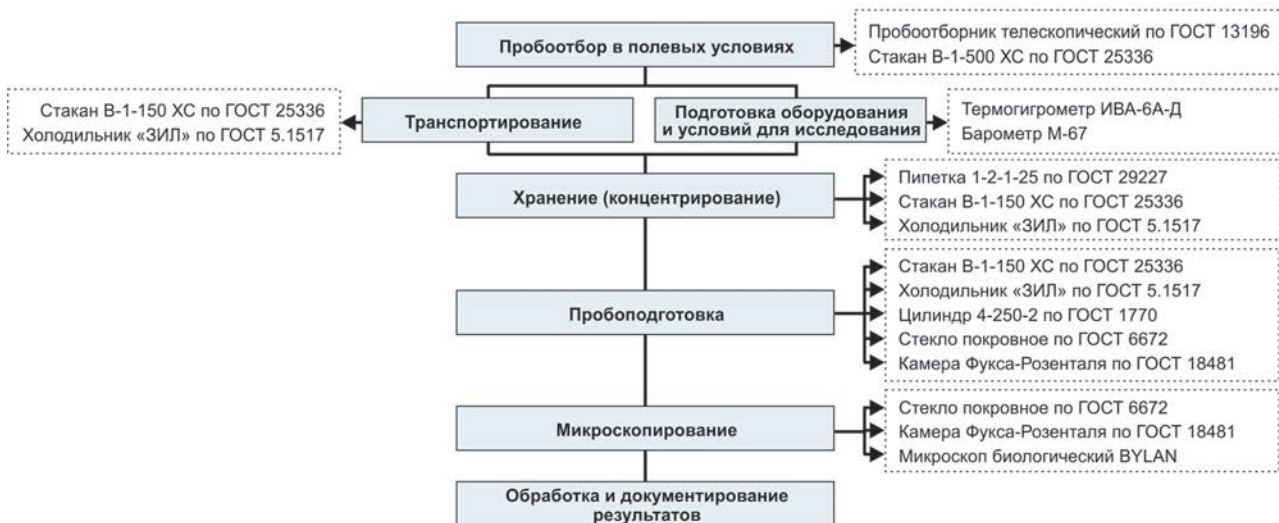 Пробоотбор в полевых условиях
Пробоотборник телескопический по ГОСТ 13196
Стакан В-1-500 ХС по ГОСТ 25336
Стакан В-1-150 ХС по ГОСТ 25336
Холодильник «ЗИЛ» по ГОСТ 5.1517
Транспортирование
Подготовка оборудования
и условий для исследования
Термогигрометр ИВА-6А-Д
Барометр М-67
Хранение (концентрирование)
Пипетка 1-2-1-25 по ГОСТ 29227
Стакан В-1-150 ХС по ГОСТ 25336
Холодильник «ЗИЛ» по ГОСТ 5.1517
Пробоподготовка
Стакан В-1-150 ХС по ГОСТ 25336
Холодильник «ЗИЛ» по ГОСТ 5.1517
Цилиндр 4-250-2 по ГОСТ 1770
Стекло покровное по ГОСТ 6672
Камера Фукса-Розенталя по ГОСТ 18481
Микроскопирование
Стекло покровное по ГОСТ 6672
Камера Фукса-Розенталя по ГОСТ 18481
Микроскоп биологический BYLAN
Обработка и документирование
результатов